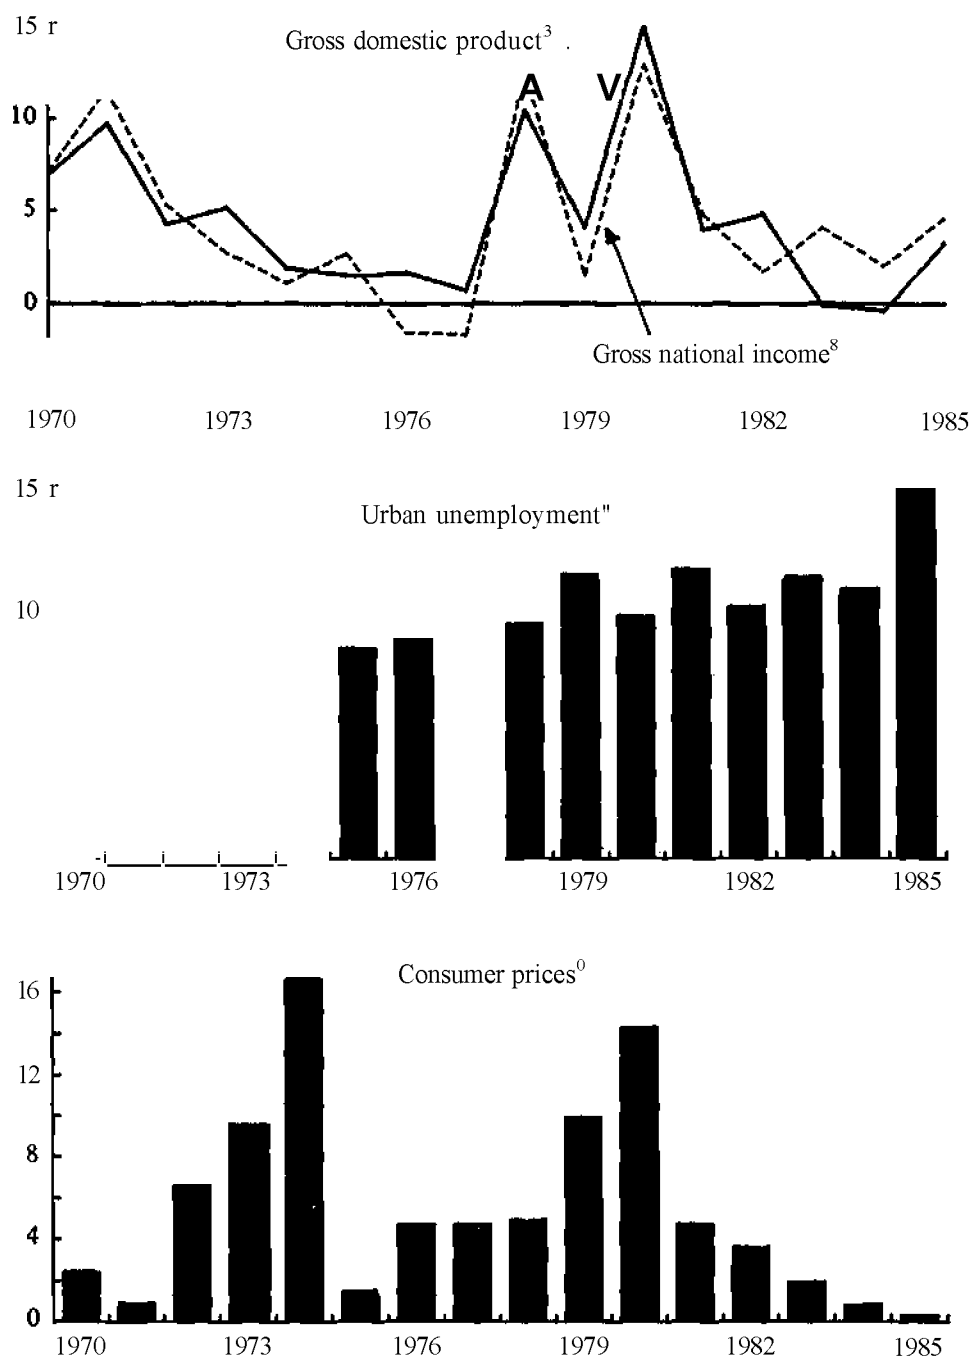 15 r
Gross domestic product3 .
A V
10
5
0
Gross national income8
1970 1973 1976 1979 1982 1985
15 r
Urban unemployment"
10
1970 1973 1976 1979 1982 1985
Consumer prices0
16
12
8
4
0
1970 1973 1976 1979 1982 1985